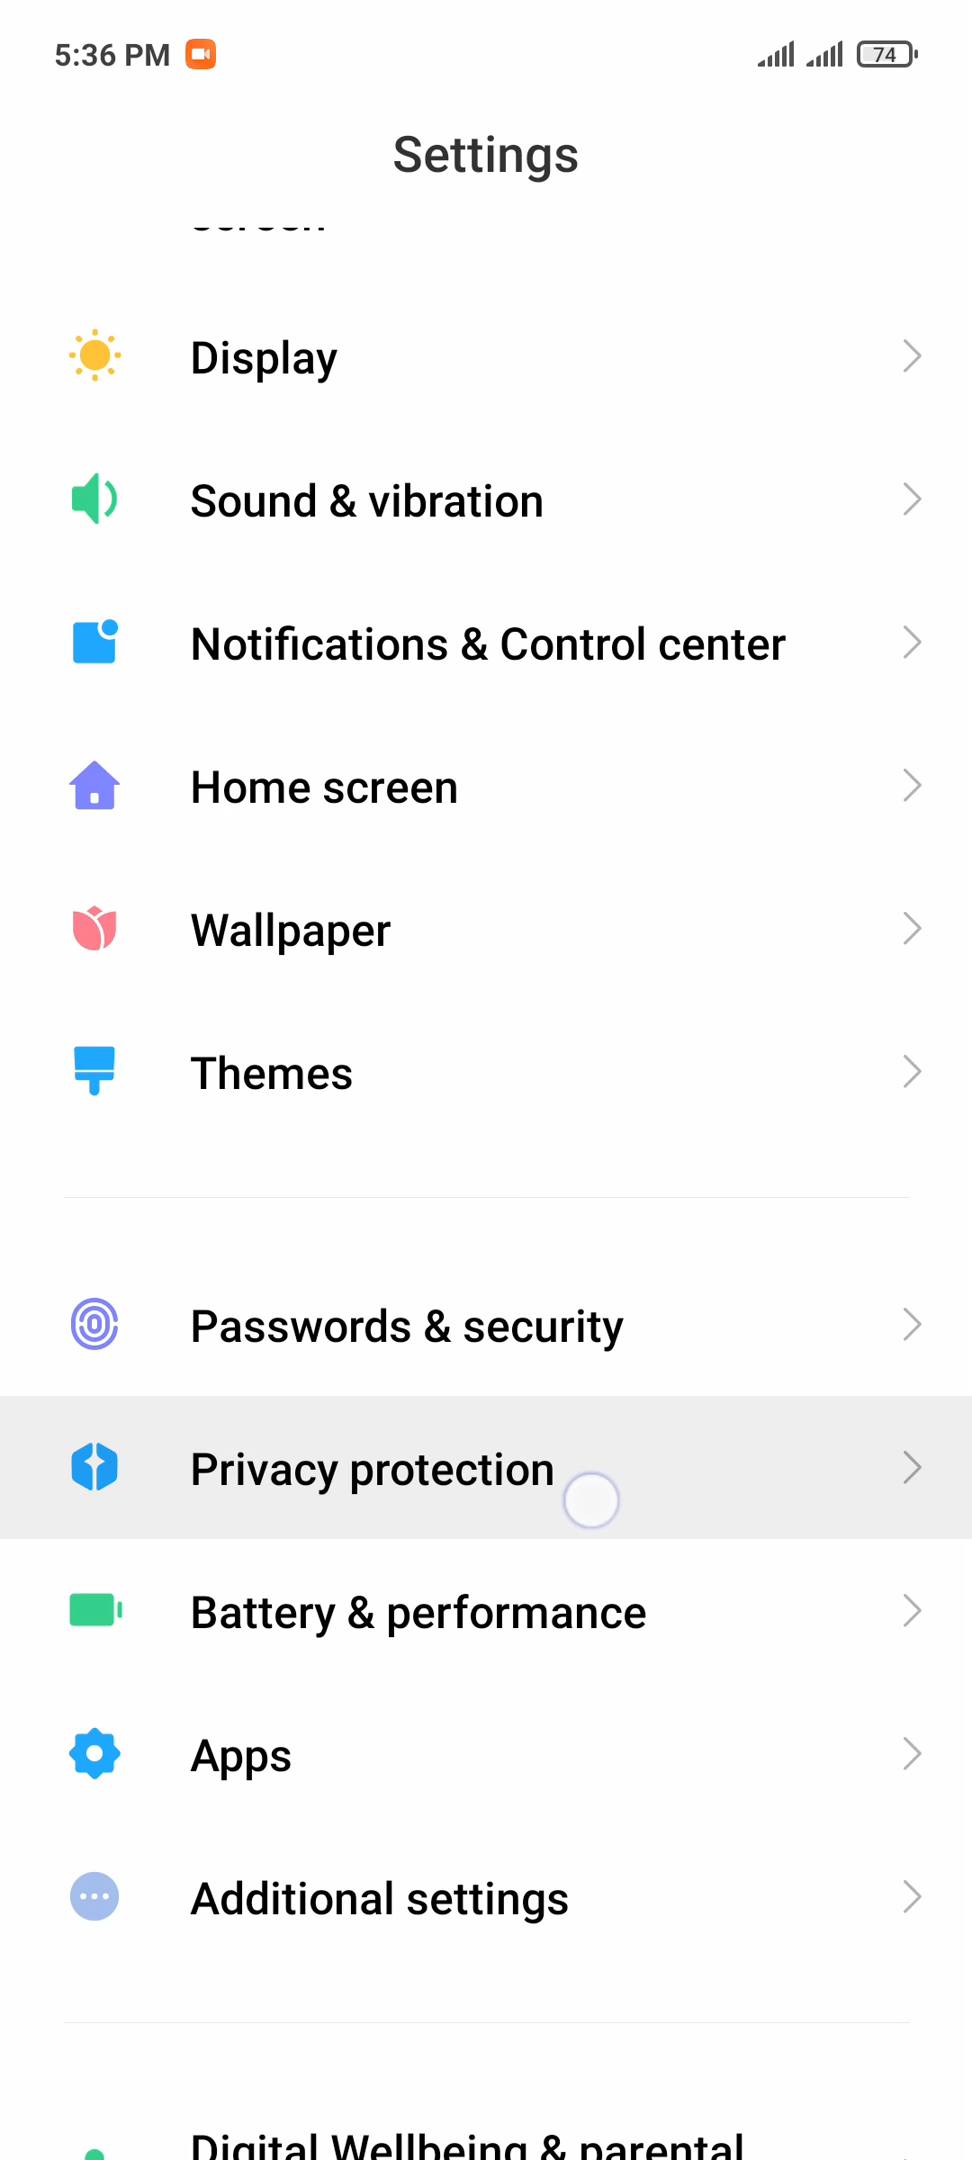 5:36 PM
74
Settings
screen
Display
Sound & vibration
Notifications & Control center
Home screen
Wallpaper
Themes
Passwords & security
Privacy protection
Battery & performance
Apps
Additional settings
Digital Wellbeing & parental